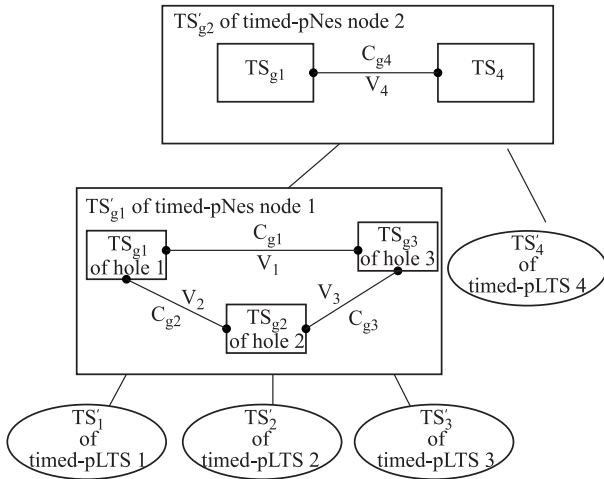 TS′g2 of timed-pNes node 2
Cg4
TSg1
TS4
V4
TS′g1 of timed-pNes node 1
TSg1
of hole 1
Cg1
V1
TSg3
of hole 3
V2
Cg2
TSg2
of hole 2
V3
Cg3
TS′4
of
timed-pLTS 4
TS′1
of
timed-pLTS 1
TS′2
of
timed-pLTS 2
TS′3
of
timed-pLTS 3